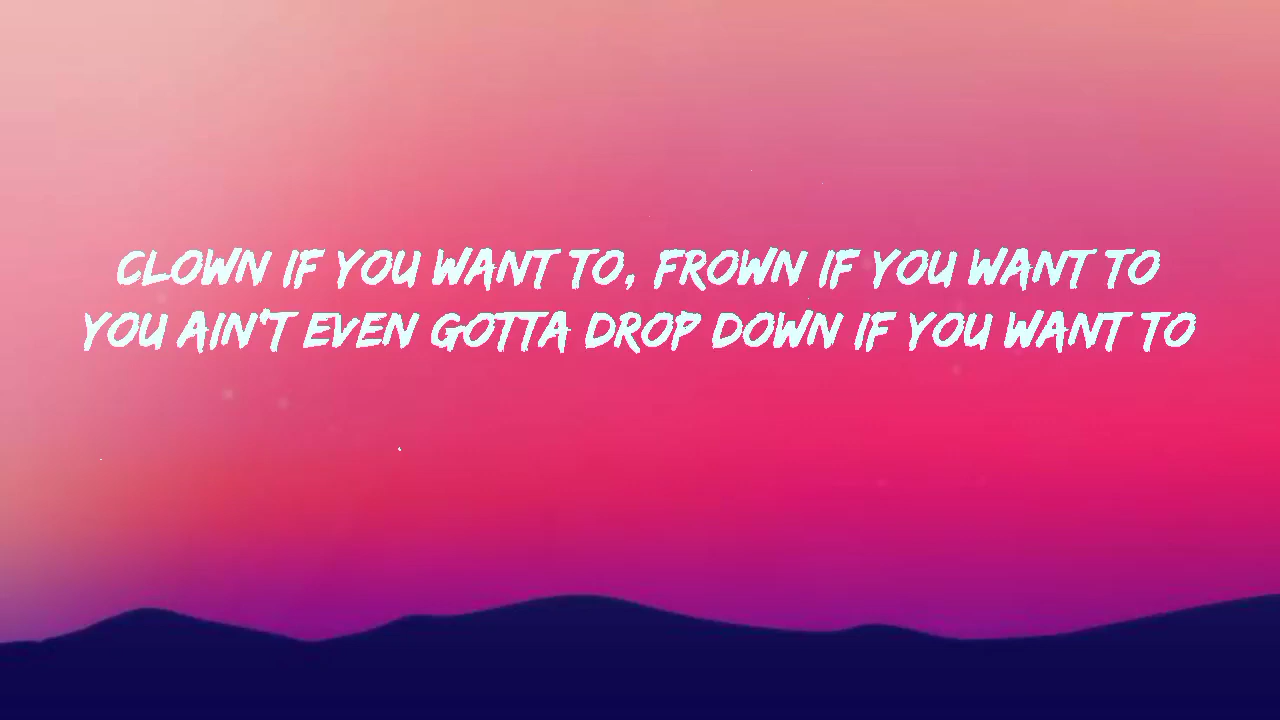 CLOWN IF YOU WANT TO, FROWN IF YOU WANT TO
YOU AIN'T EVEN GOTTA DROP DOWN IF YOU WANT TO